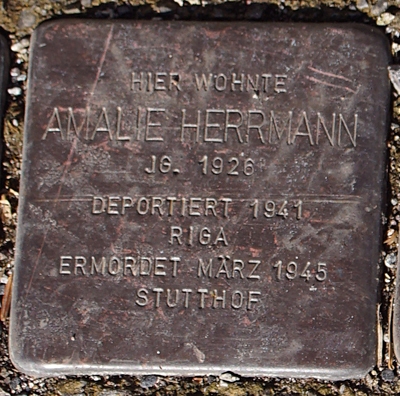 HIER WOHNTE
AMALIE HERRMANN
JG. 1926
DEPORTIERT 1941
RIGA
ERMORDET MÄRZ 1945
STUTTHOF